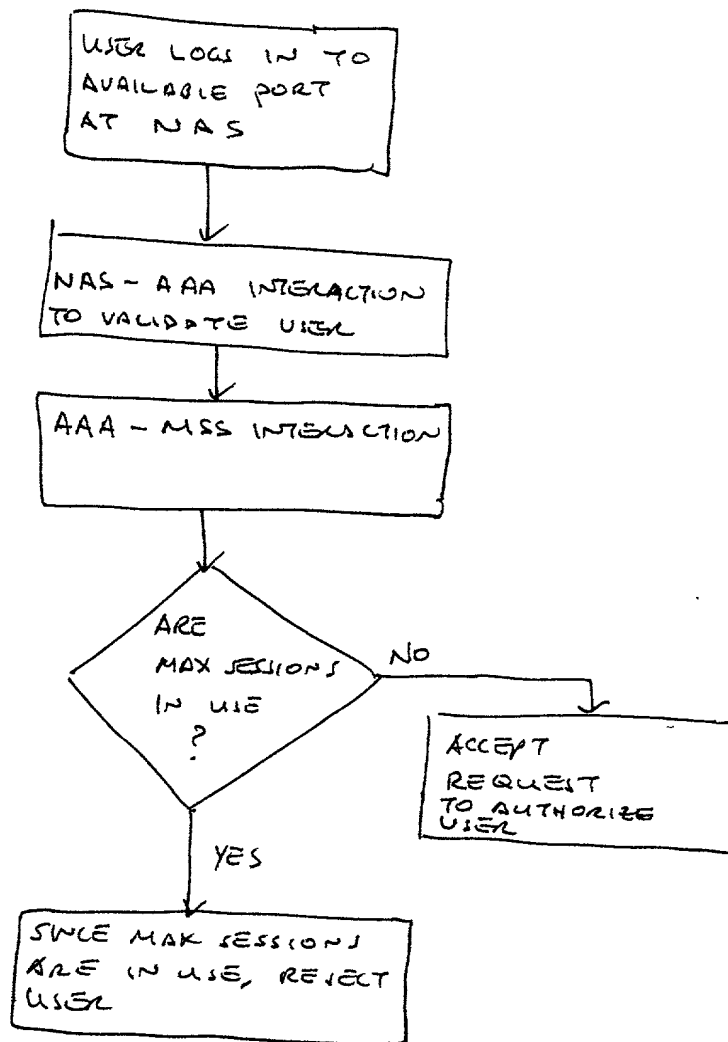 USER LOGS IN TO
AVAILABLE PORT
AT NAS
NAS - AAA INTERACTION
TO VALIDATE USER
AAA - MSS INTERACTION
ARE
MAX SESSIONS
IN USE
?
NO
ACCEPT
REQUEST
TO AUTHORIZE
USER
YES
SINCE MAX SESSIONS
ARE IN USE, REJECT
USER